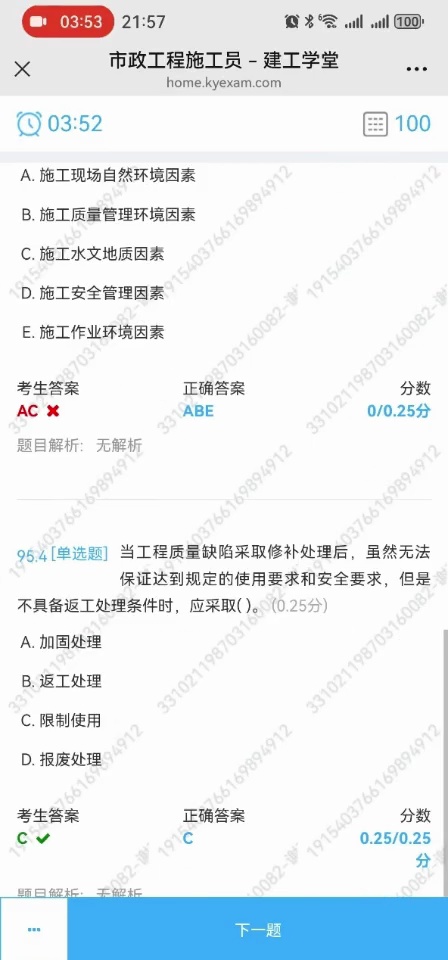 03:53 21:57 6 100
市政工程施工员 – 建工学堂
home.kyexam.com
03:52 100
A. 施工现场自然环境因素
B. 施工质量管理环境因素
C. 施工水文地质因素
D. 施工安全管理因素
E. 施工作业环境因素
考生答案 正确答案 分数
AC ABE 0/0.25分
题目解析： 无解析
95.4 [单选题] 当工程质量缺陷采取修补处理后，虽然无法
保证达到规定的使用要求和安全要求，但是
不具备返工处理条件时，应采取( )。 (0.25分)
A. 加固处理
B. 返工处理
C. 限制使用
D. 报废处理
考生答案 正确答案 分数
C C 0.25/0.25
分
题目解析： 无解析
下一题